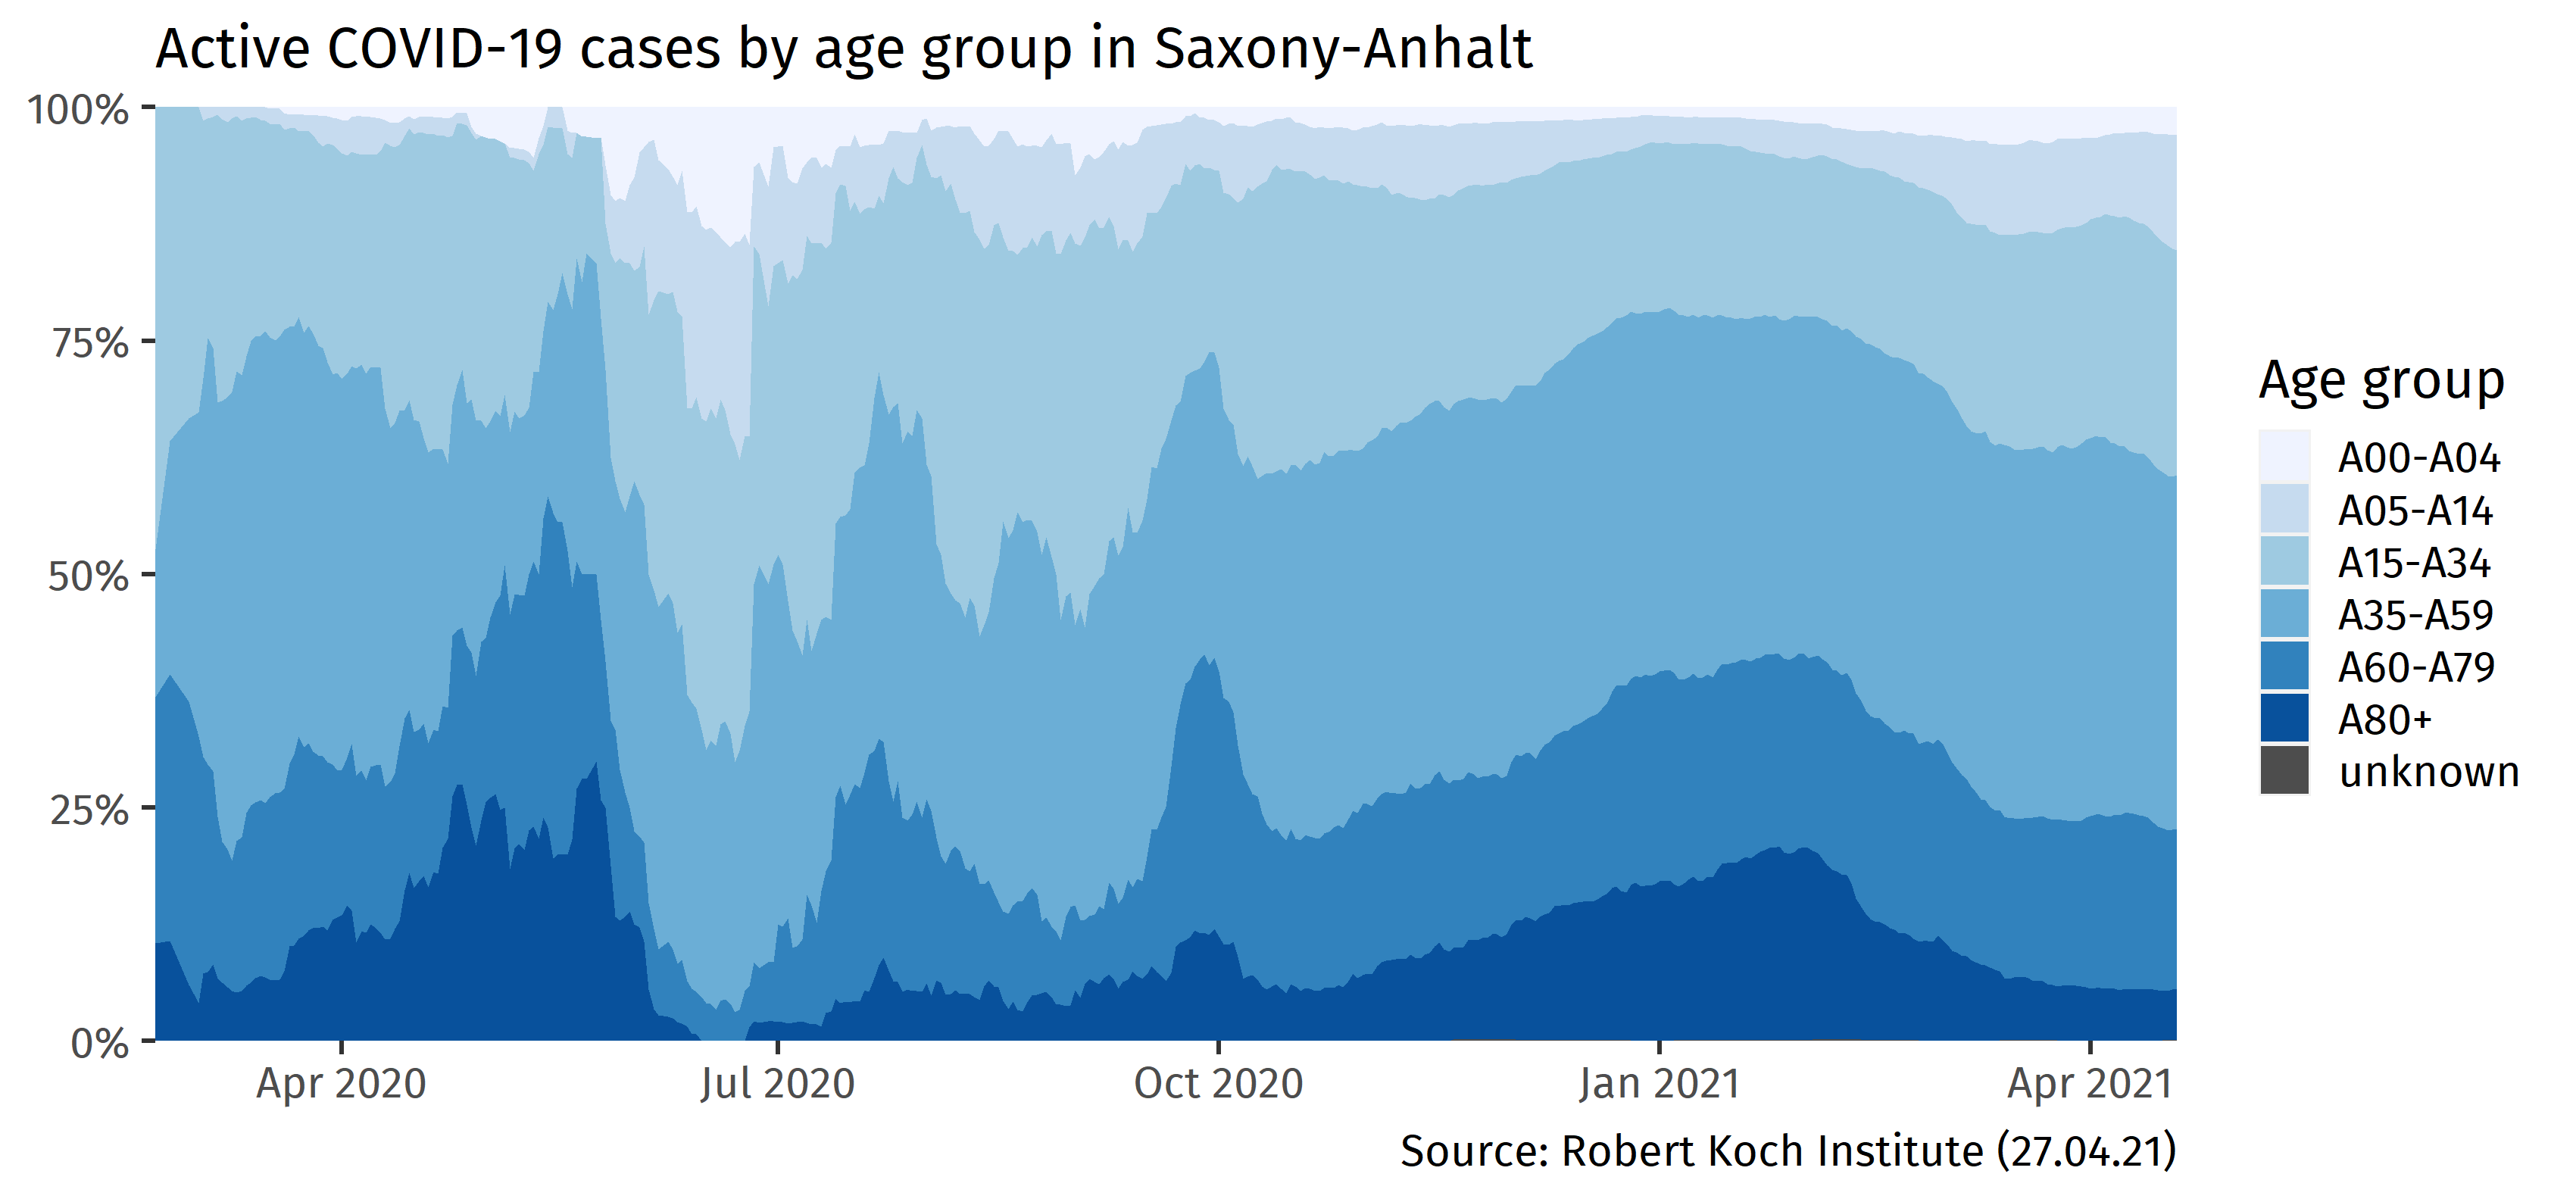 Active COVID-19 cases by age group in Saxony-Anhalt
100%
75%
50%
25%
0%
Apr 2020
Jul 2020
Oct 2020
Jan 2021
Apr 2021
Age group
A00-A04
A05-A14
A15-A34
A35-A59
A60-A79
A80+
unknown
Source: Robert Koch Institute (27.04.21)